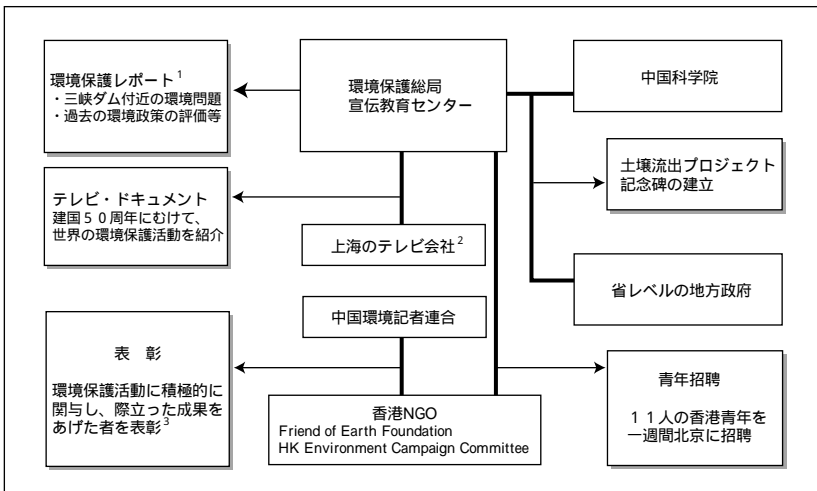 環境保護レポート1
・三峡ダム付近の環境問題
・過去の環境政策の評価等
環境保護総局
宣伝教育センター
中国科学院
テレビ・ドキュメント
建国50周年にむけて、
世界の環境保護活動を紹介
土壌流出プロジェクト
記念碑の建立
上海のテレビ会社2
省レベルの地方政府
中国環境記者連合
表 彰
環境保護活動に積極的に
関与し、際立った成果を
あげた者を表彰3
香港NGO
Friend of Earth Foundation
HK Environment Campaign Committee
青年招聘
11人の香港青年を
一週間北京に招聘